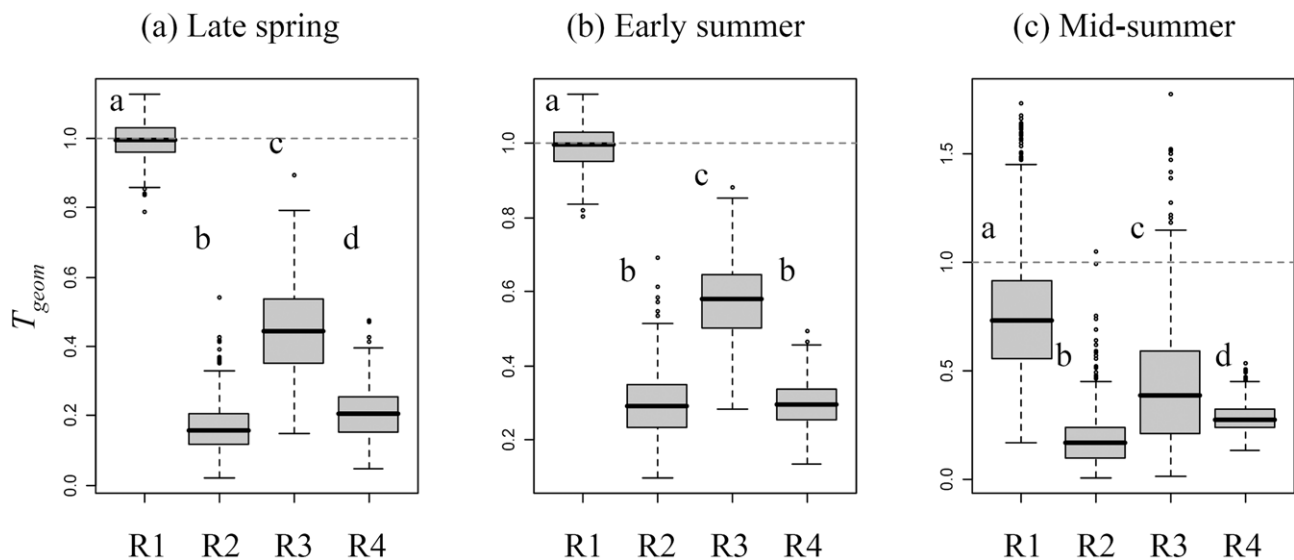 (a) Late spring
(b) Early summer
(c) Mid-summer
T geom
1.0
0.8
0.6
0.4
0.2
0.0
a
b
c
d
R1 R2 R3 R4
1.0
0.8
0.6
0.4
0.2
a
b
c
b
R1 R2 R3 R4
1.5
1.0
0.5
0.0
a
b
c
d
R1 R2 R3 R4